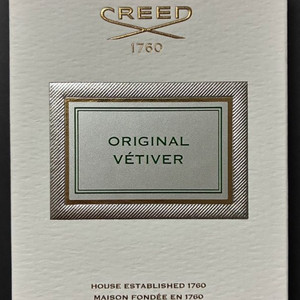 CREED
1760
ORIGINAL
VÉTIVER
HOUSE ESTABLISHED 1760
MAISON FONDÉE EN 1760